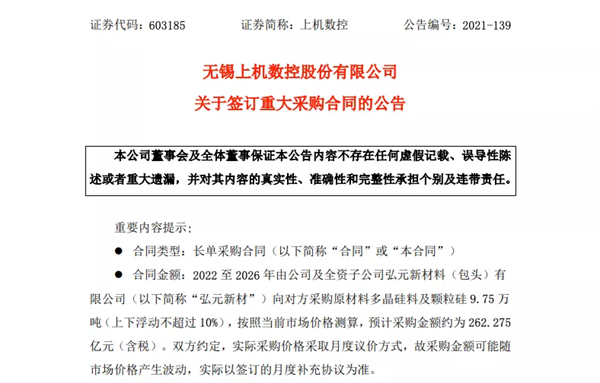 证券代码：603185 证券简称：上机数控 公告编号：2021-139
无锡上机数控股份有限公司
关于签订重大采购合同的公告
本公司董事会及全体董事保证本公告内容不存在任何虚假记载、误导性陈
述或者重大遗漏，并对其内容的真实性、准确性和完整性承担个别及连带责任。
重要内容提示：
● 合同类型：长单采购合同（以下简称“合同”或“本合同”）
● 合同金额：2022 至 2026 年由公司及全资子公司弘元新材料（包头）有
限公司（以下简称“弘元新材”）向对方采购原材料多晶硅料及颗粒硅 9.75 万
吨（上下浮动不超过 10%），按照当前市场价格测算，预计采购金额约为 262.275
亿元（含税）。双方约定，实际采购价格采取月度议价方式，故采购金额可能随
市场价格产生波动，实际以签订的月度补充协议为准。